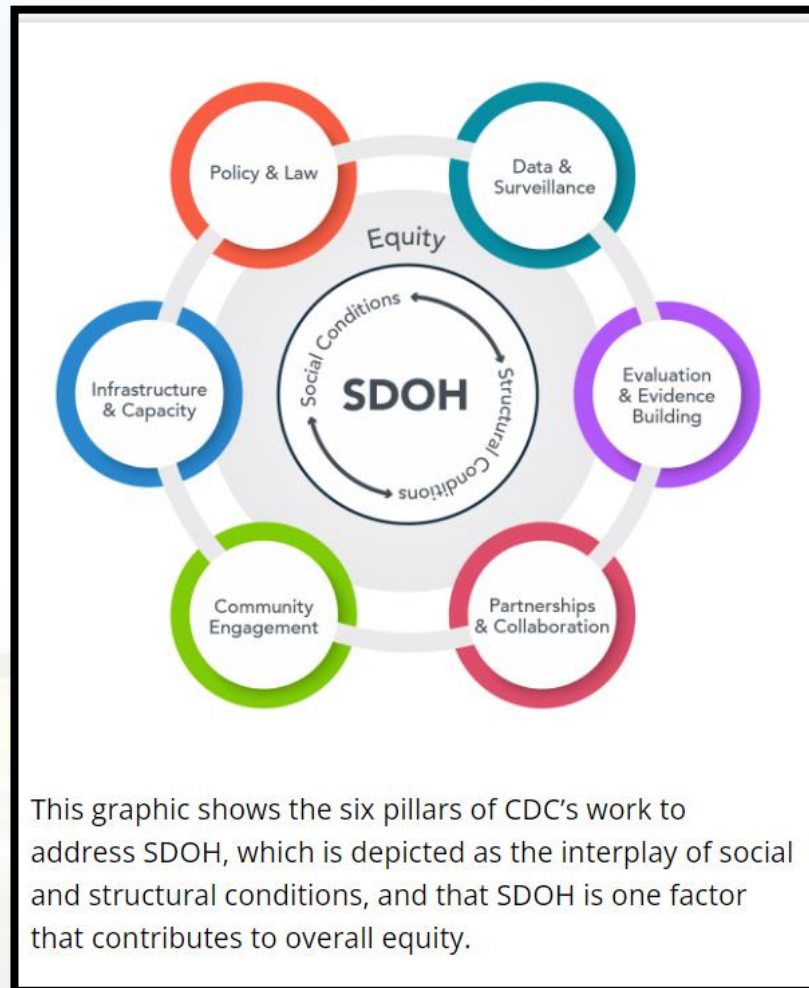 Policy & Law
Data &
Surveillance
Equity
Social Conditions
SDOH
Structural Conditions
Infrastructure
& Capacity
Evaluation
& Evidence
Building
Community
Engagement
Partnerships
& Collaboration
This graphic shows the six pillars of CDC’s work to
address SDOH, which is depicted as the interplay of social
and structural conditions, and that SDOH is one factor
that contributes to overall equity.